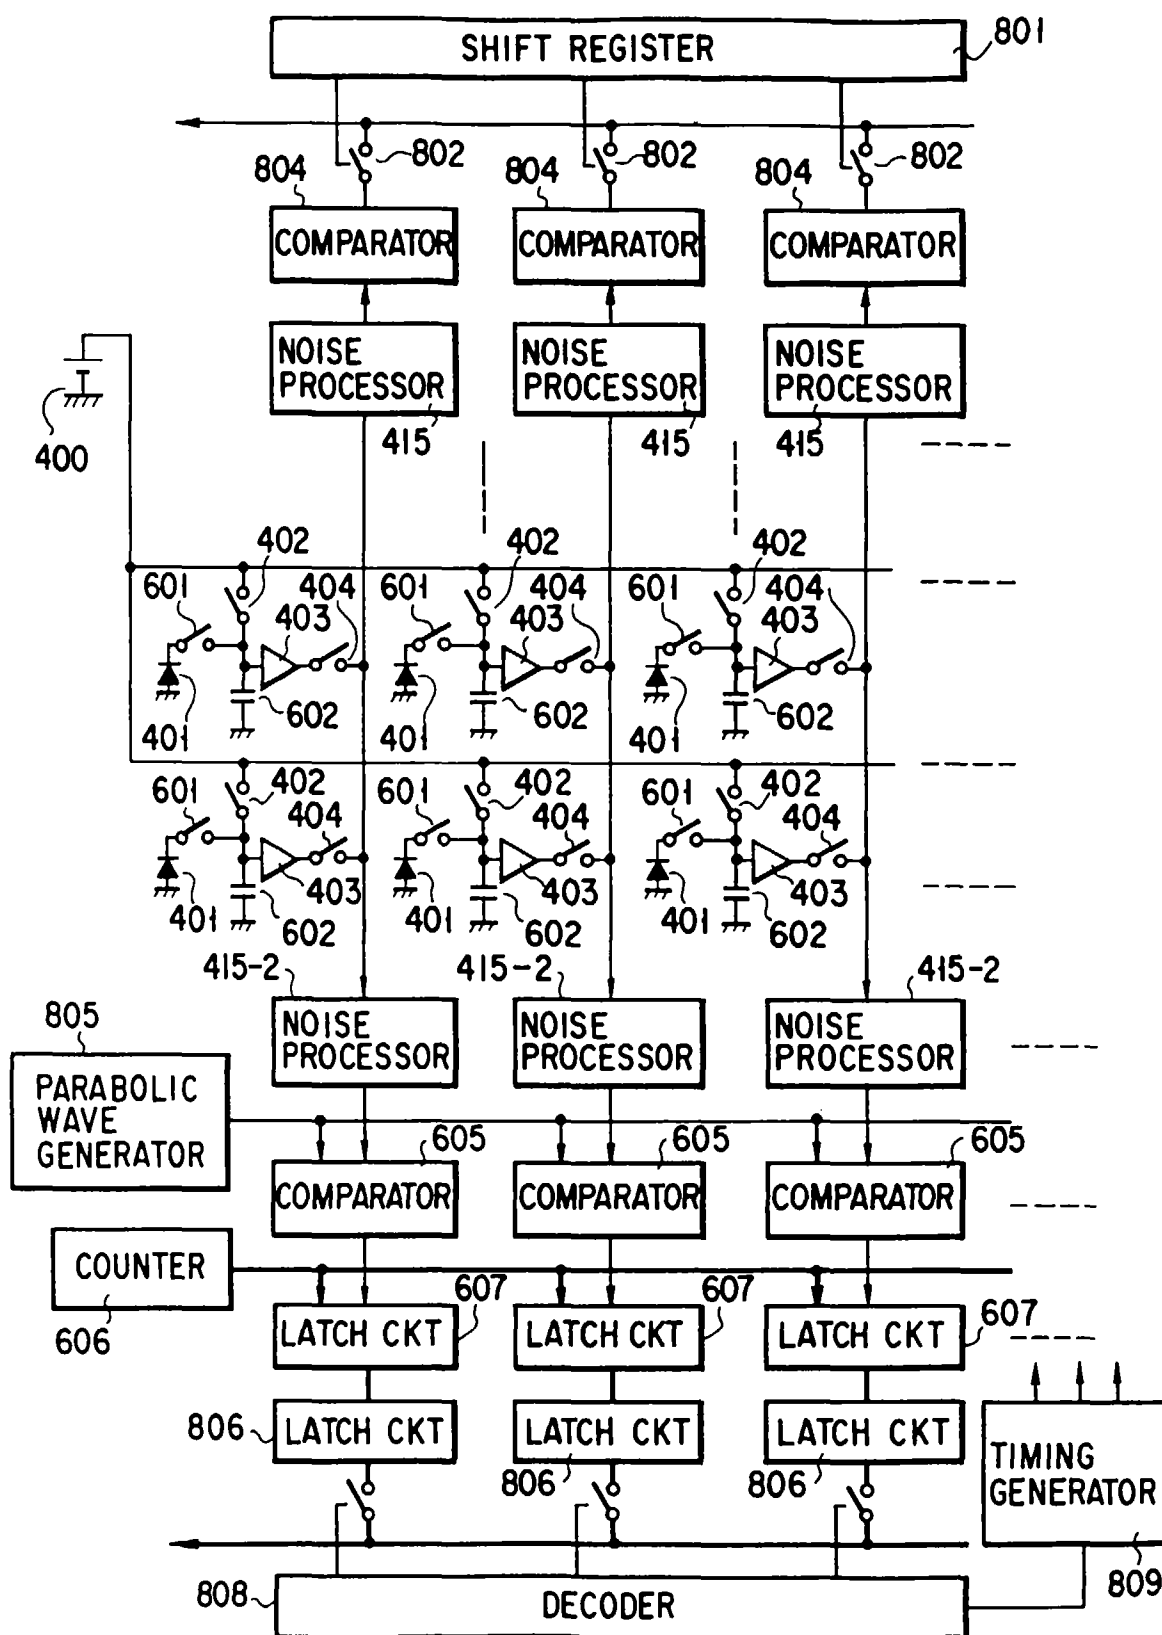 SHIFT REGISTER
801
802
802
802
804
804
804
COMPARATOR
COMPARATOR
COMPARATOR
NOISE
PROCESSOR
NOISE
PROCESSOR
NOISE
PROCESSOR
415
415
415
400
402
402
402
601
601
601
404
404
404
403
403
403
401
401
401
602
602
602
601
601
601
402
402
402
404
404
404
403
403
403
401
401
401
602
602
602
415-2
415-2
415-2
NOISE
PROCESSOR
NOISE
PROCESSOR
NOISE
PROCESSOR
805
PARABOLIC
WAVE
GENERATOR
605
605
605
COMPARATOR
COMPARATOR
COMPARATOR
COUNTER
606
607
607
607
LATCH CKT
LATCH CKT
LATCH CKT
806
LATCH CKT
LATCH CKT
LATCH CKT
806
806
TIMING
GENERATOR
809
808
DECODER